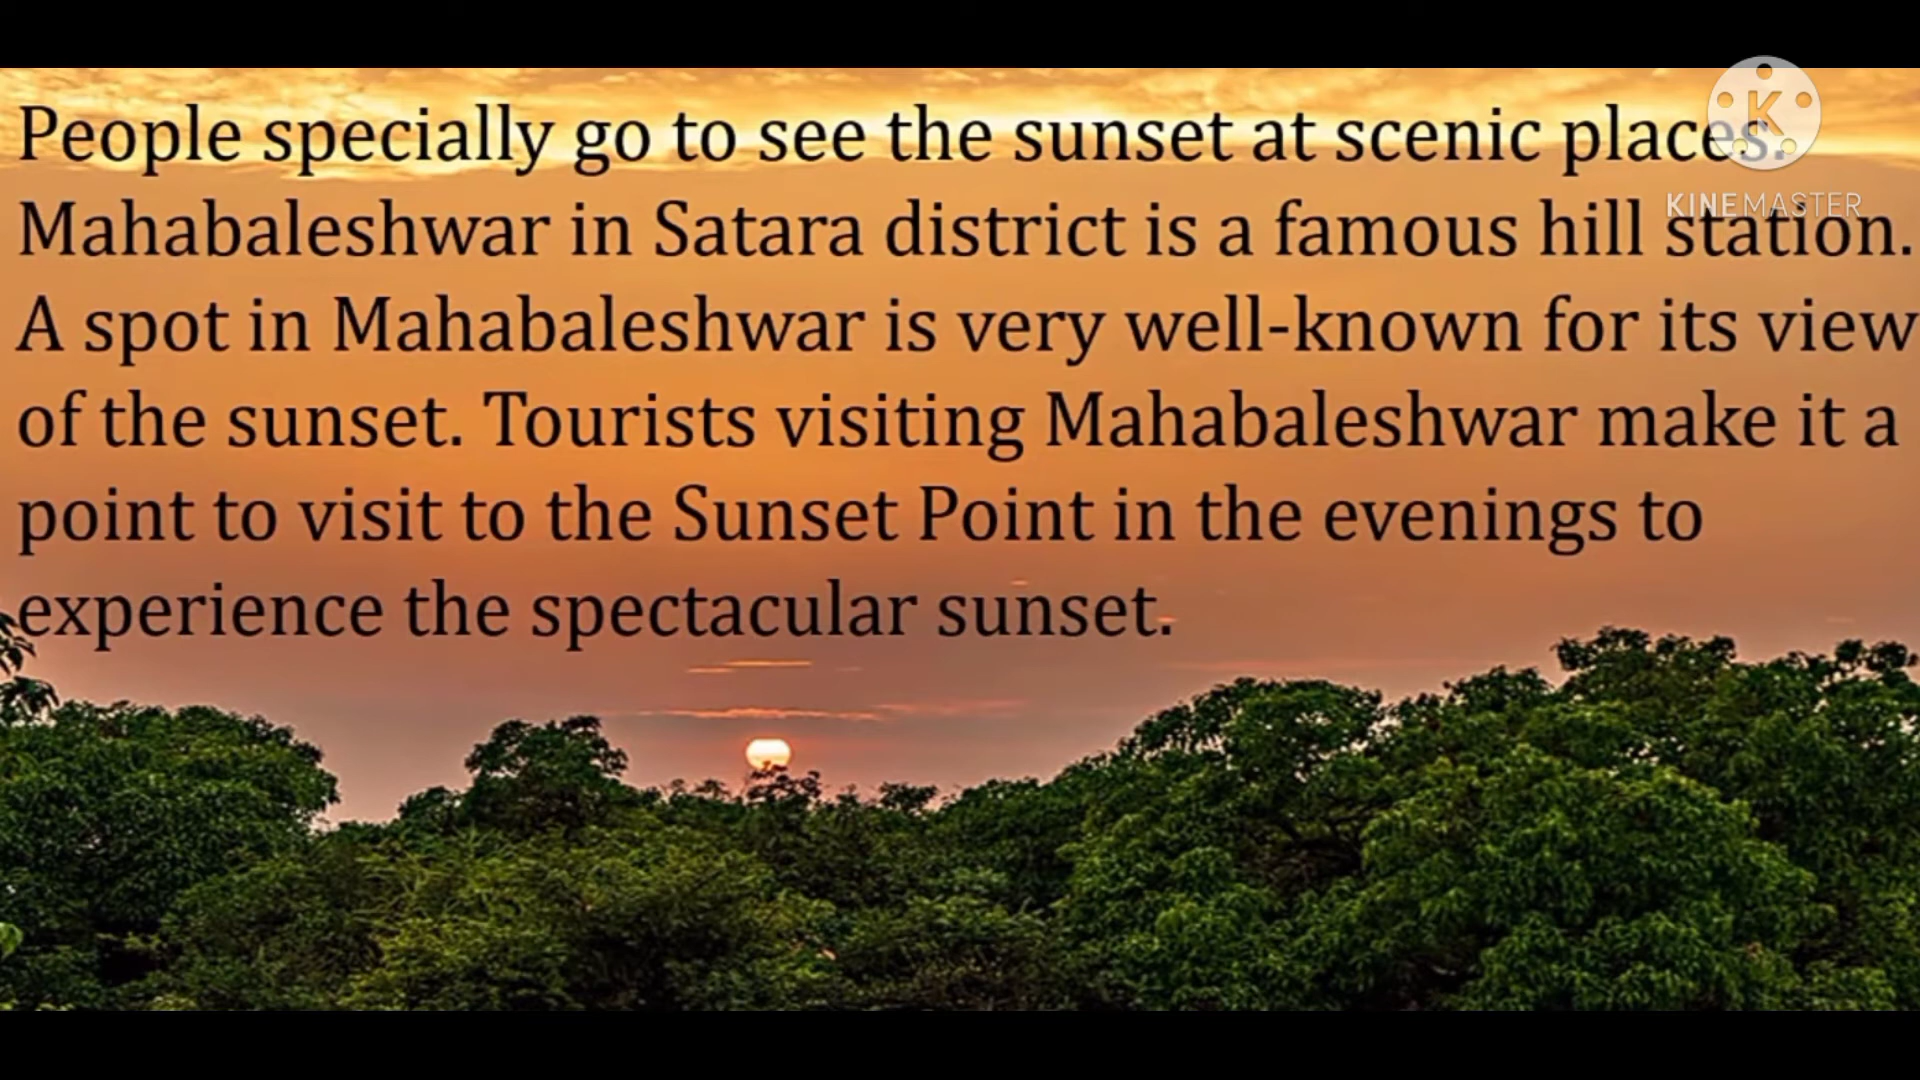 People specially go to see the sunset at scenic places.
KINEMASTER
Mahabaleshwar in Satara district is a famous hill station.
A spot in Mahabaleshwar is very well-known for its view
of the sunset. Tourists visiting Mahabaleshwar make it a
point to visit to the Sunset Point in the evenings to
experience the spectacular sunset.